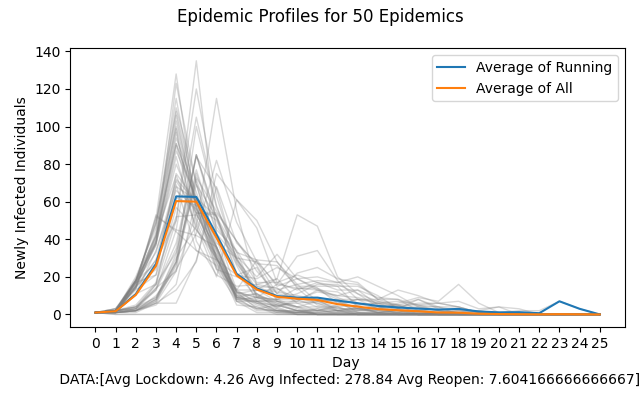 Epidemic Profiles for 50 Epidemics
Newly Infected Individuals
140
120
100
80
60
40
20
0
Average of Running
Average of All
0 1 2 3 4 5 6 7 8 9 10 11 12 13 14 15 16 17 18 19 20 21 22 23 24 25
Day
DATA:[Avg Lockdown: 4.26 Avg Infected: 278.84 Avg Reopen: 7.604166666666667]